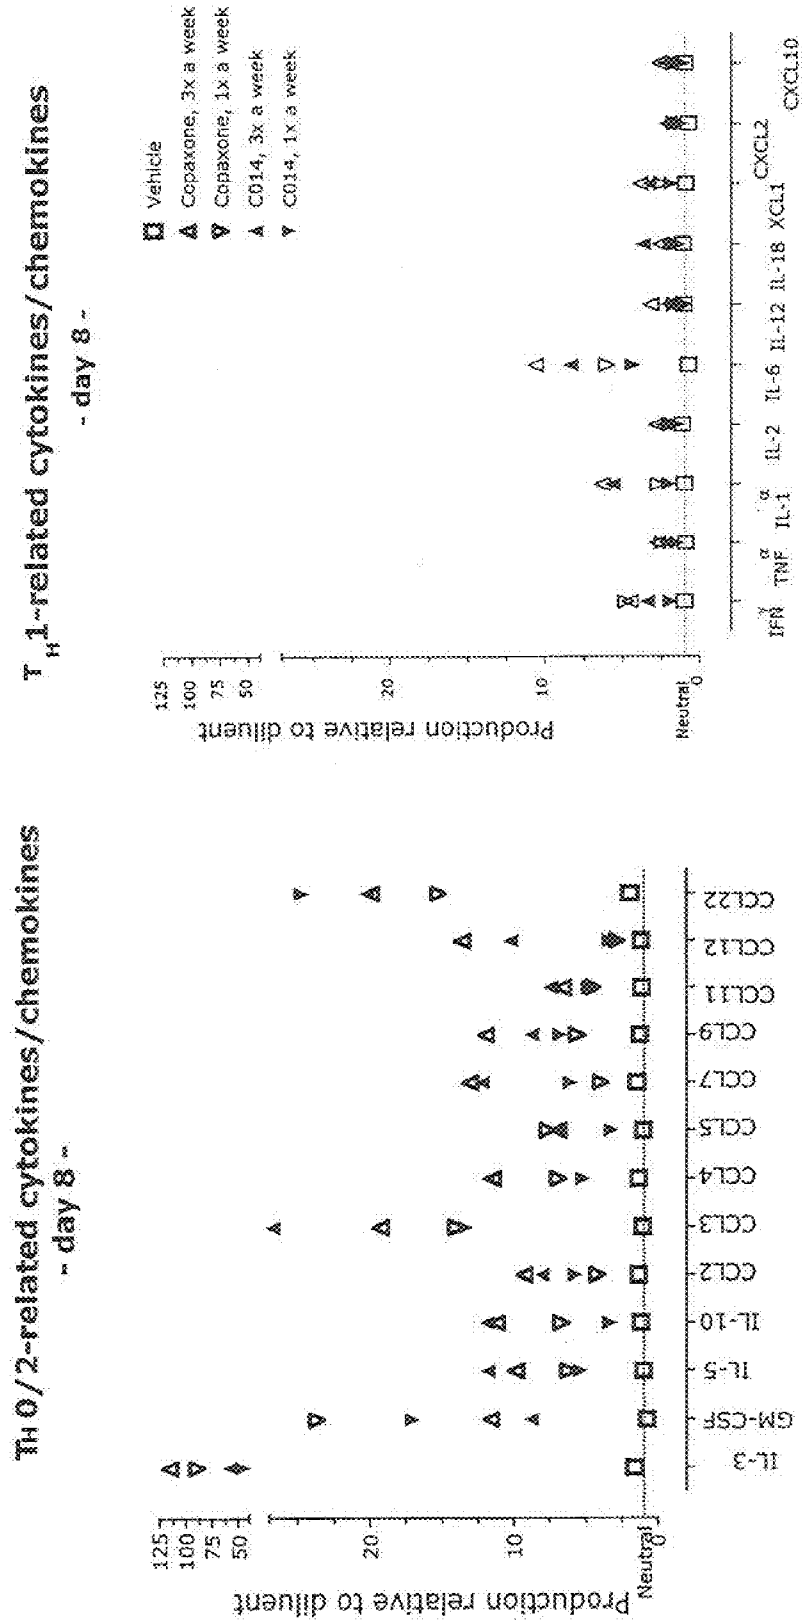 TH 0/2-related cytokines/chemokines
- day 8 -
Production relative to diluent
125
100
75
50
20
10
Neutral
0
IL-3
GM-CSF
IL-5
IL-10
CCL2
CCL3
CCL4
CCL5
CCL7
CCL9
CCL11
CCL12
CCL22
TH1-related cytokines/chemokines
- day 8 -
Vehicle
Copaxone, 3x a week
Copaxone, 1x a week
C014, 3x a week
C014, 1x a week
Production relative to diluent
125
100
75
50
20
10
Neutral
0
IFN γ
TNF α
IL-1 α
IL-2
IL-6
IL-12
IL-18
XCL1
CXCL2
CXCL10